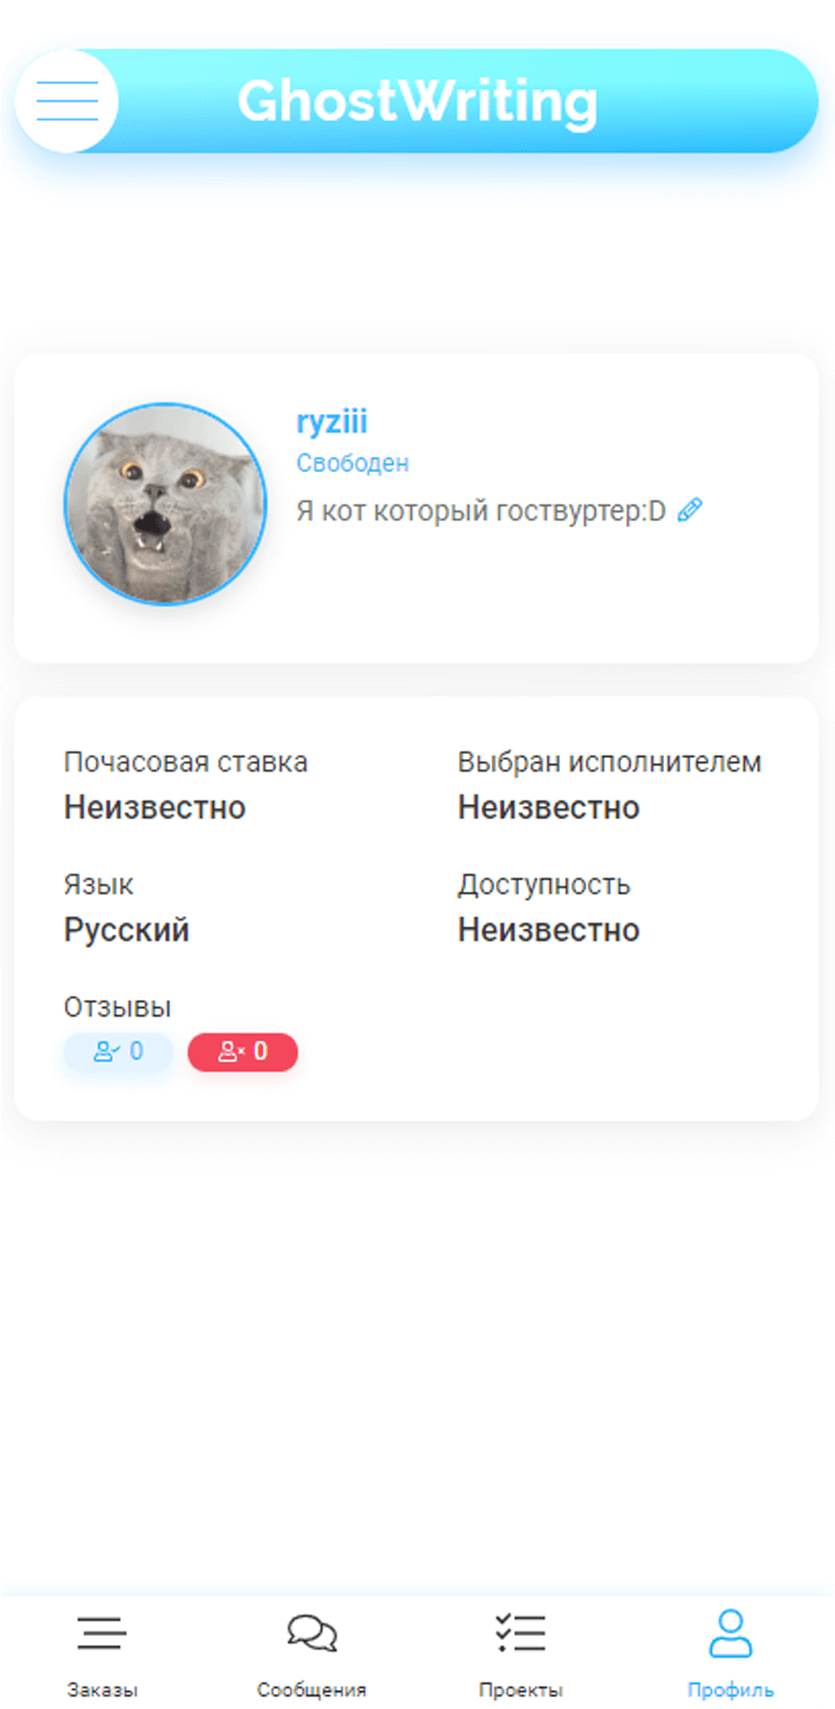 GhostWriting
ryziii
Свободен
Я кот который гоствуртер:D
Почасовая ставка
Выбран исполнителем
Неизвестно
Неизвестно
Язык
Доступность
Русский
Неизвестно
Отзывы
0
0
Заказы
Сообщения
Проекты
Профиль